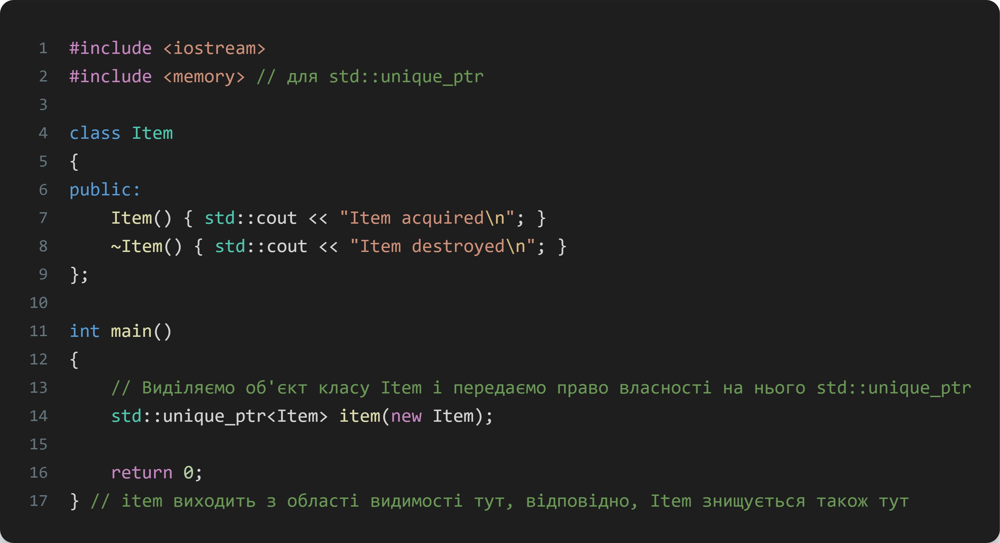 1 #include <iostream>
2 #include <memory> // для std::unique_ptr
3
4 class Item
5 {
6 public:
7     Item() { std::cout << "Item acquired\n"; }
8     ~Item() { std::cout << "Item destroyed\n"; }
9 };
10
11 int main()
12 {
13     // Виділяємо об'єкт класу Item і передаємо право власності на нього std::unique_ptr
14     std::unique_ptr<Item> item(new Item);
15
16     return 0;
17 } // item виходить з області видимості тут, відповідно, Item знищується також тут